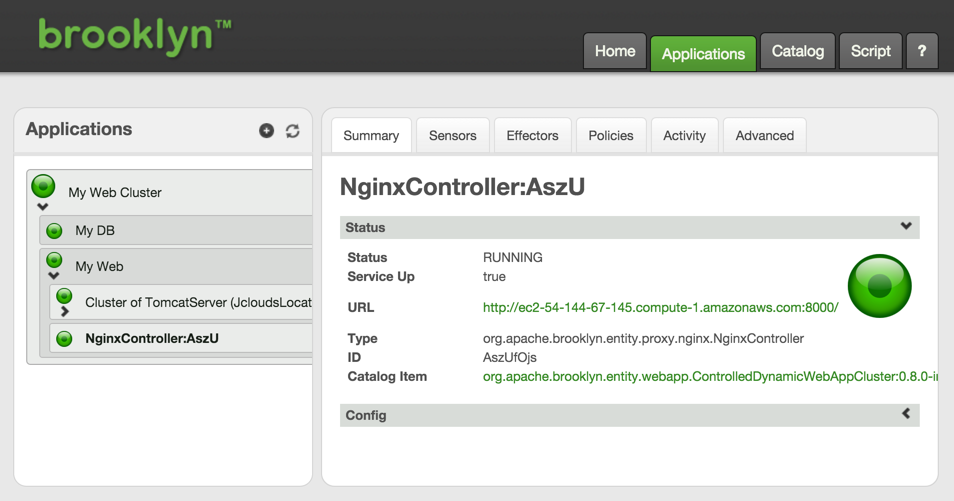 brooklyn™
Home Applications Catalog Script ?
Applications
My Web Cluster
My DB
My Web
Cluster of TomcatServer (JcloudsLocat
NginxController:AszU
Summary Sensors Effectors Policies Activity Advanced
NginxController:AszU
Status
Status RUNNING
Service Up true
URL http://ec2-54-144-67-145.compute-1.amazonaws.com:8000/
Type org.apache.brooklyn.entity.proxy.nginx.NginxController
ID AszUfOjs
Catalog Item org.apache.brooklyn.entity.webapp.ControlledDynamicWebAppCluster:0.8.0-i
Config